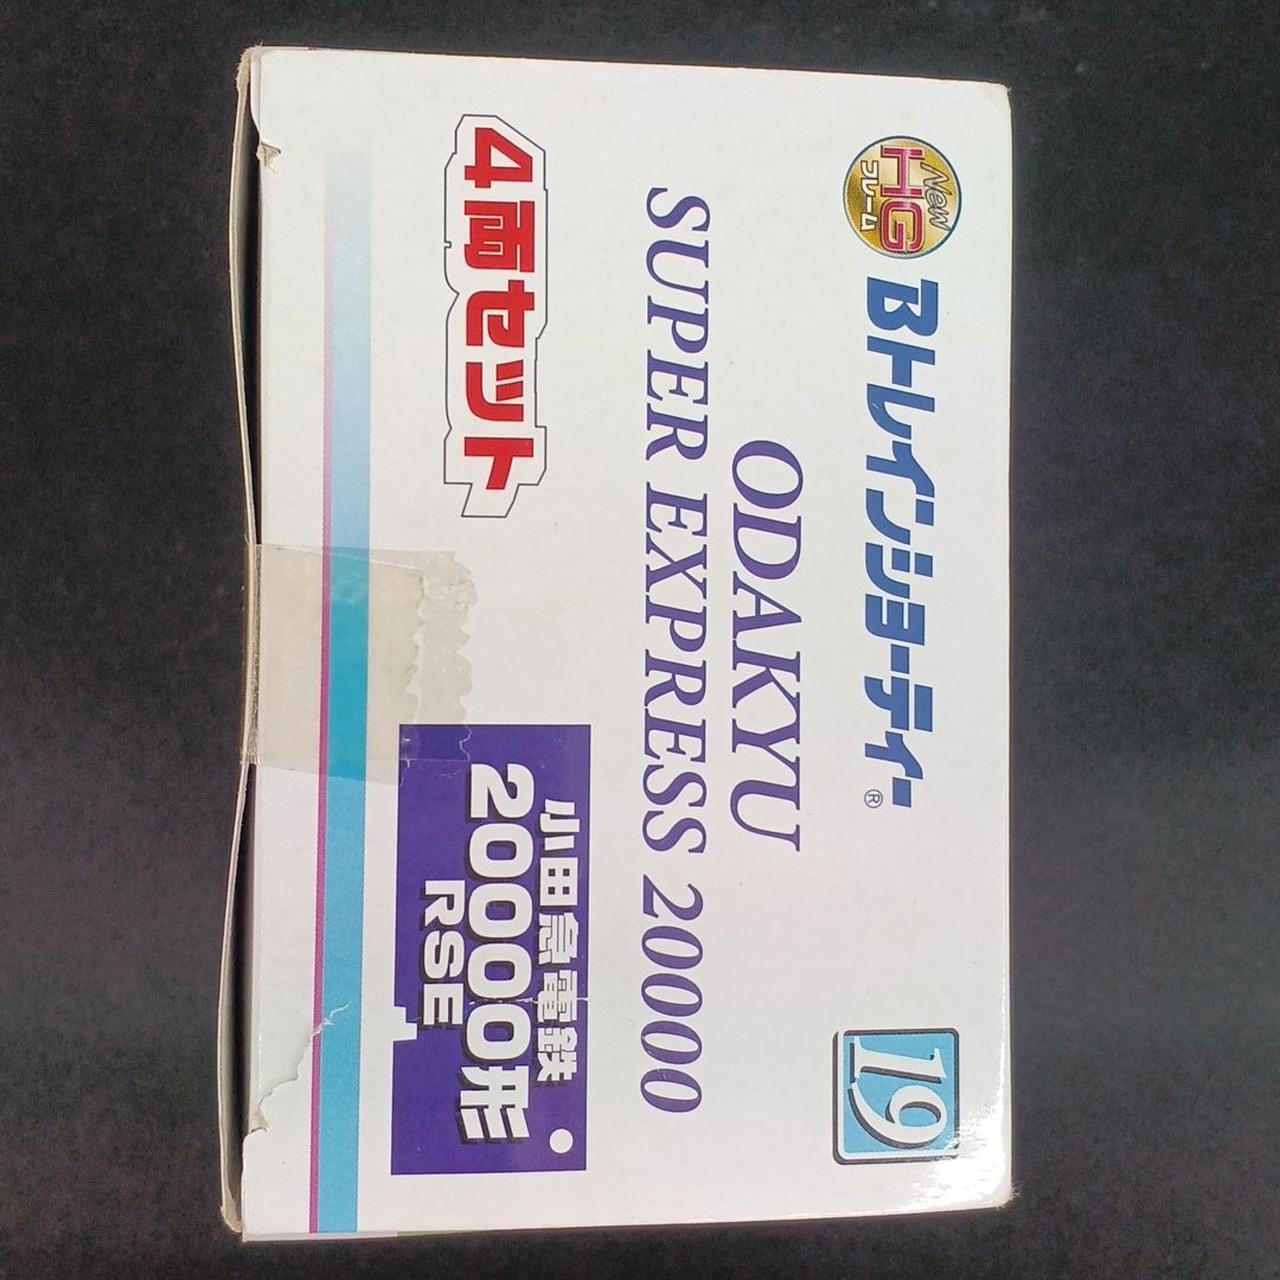 New
HG
フレーム
Bトレインショーティー®
19
ODAKYU
SUPER EXPRESS 20000
4両セット
小田急電鉄
20000形
RSE